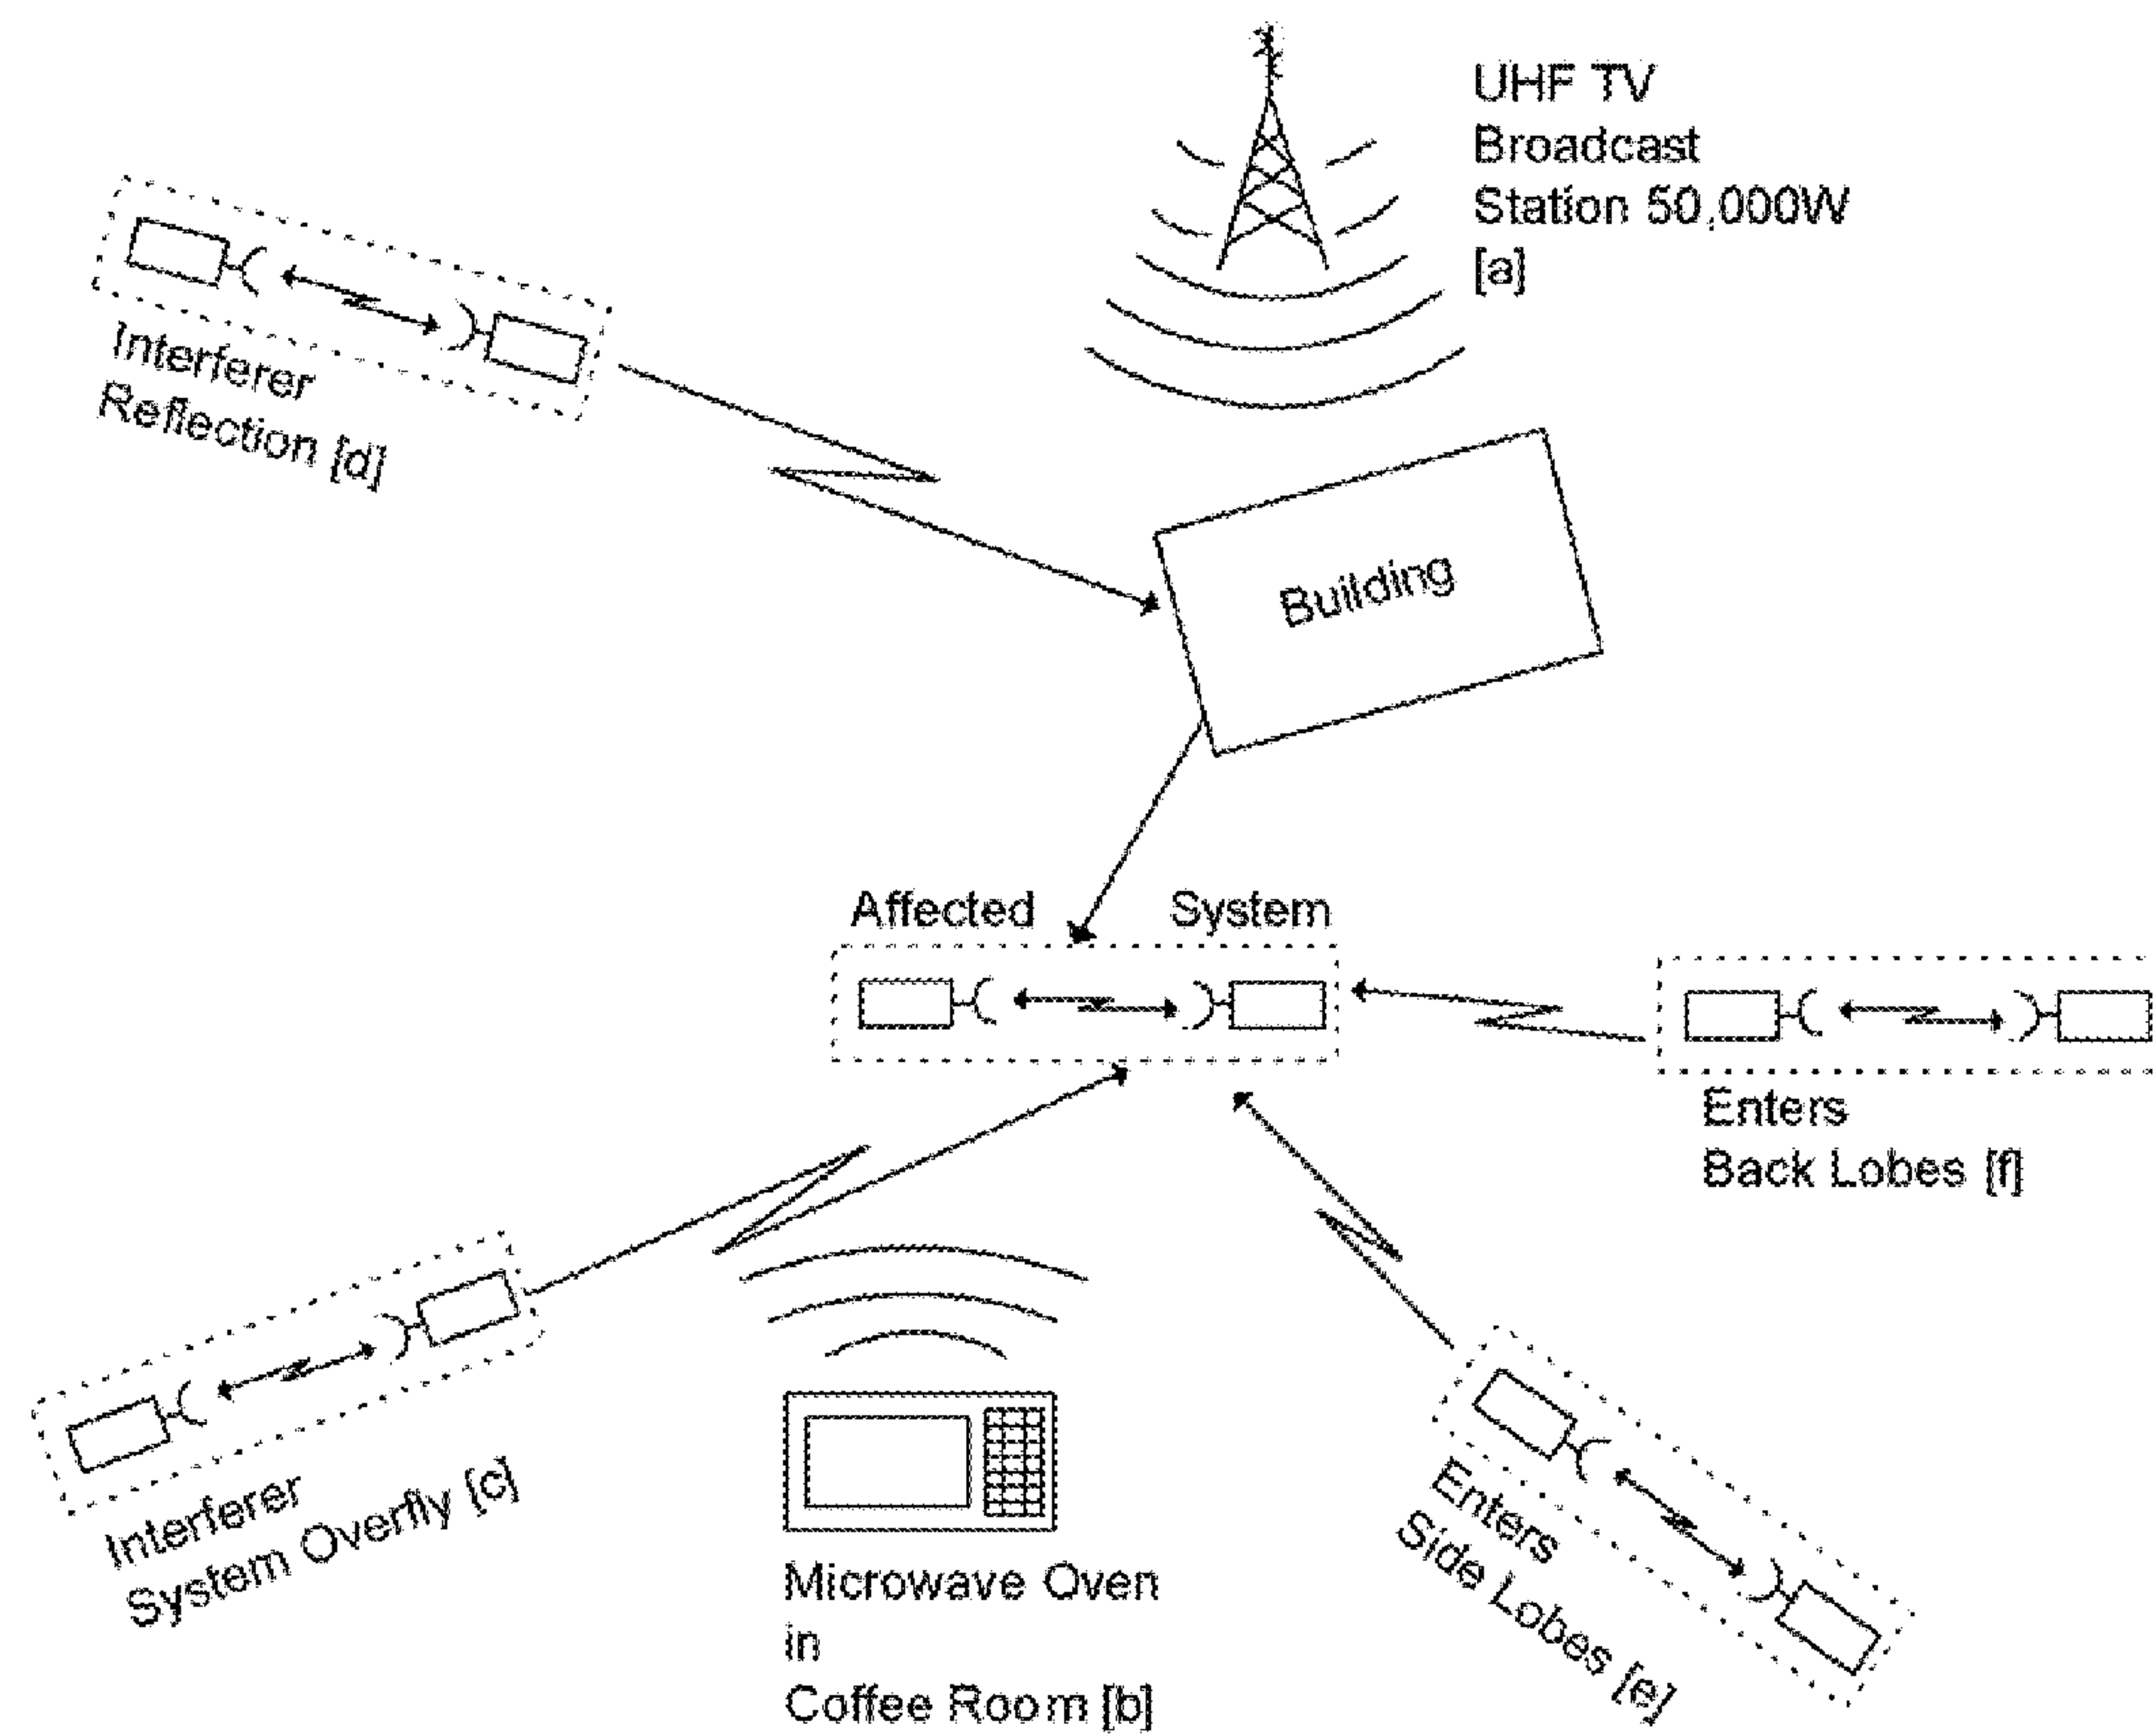 UHF TV
Broadcast
Station 50,000W
[a]
Interferer
Reflection [d]
Building
Affected System
Enters
Back Lobes [f]
Interferer
System Overfly [c]
Microwave Oven
in
Coffee Room [b]
Enters
Side Lobes [e]